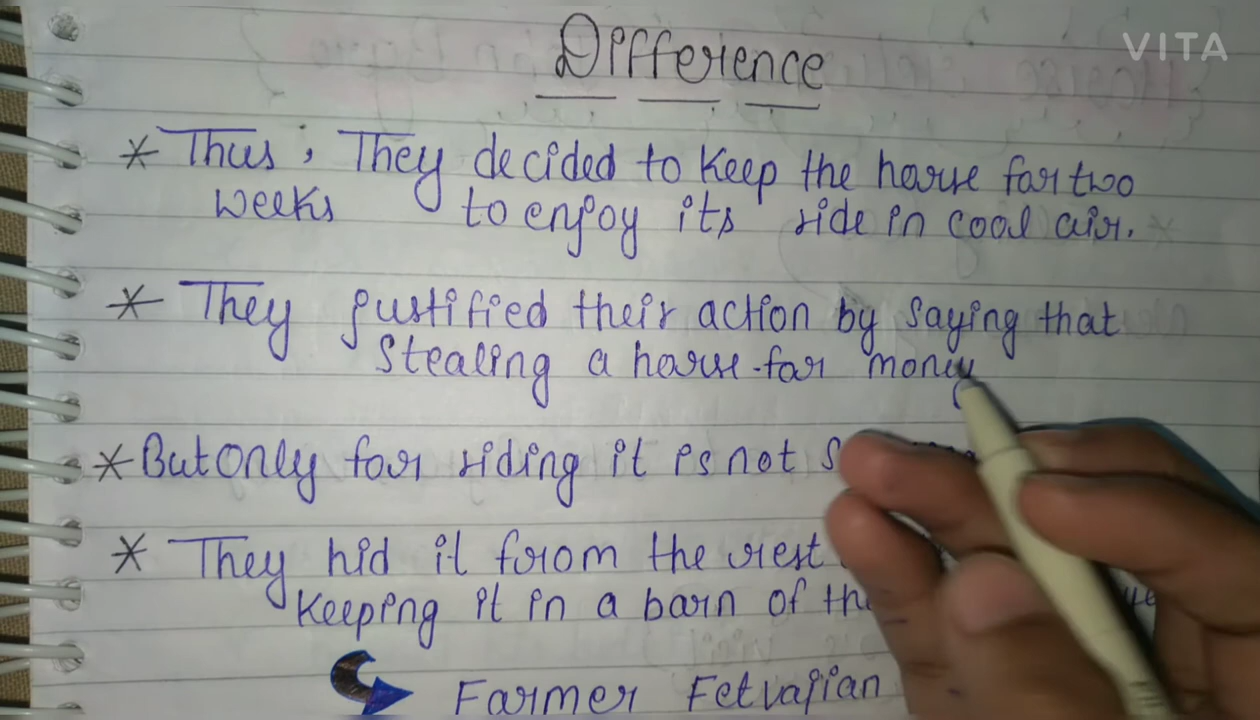 Difference
VITA
* Thus, They decided to keep the horse for two
weeks to enjoy its ride in cool air.
* They justified their action by saying that
Stealing a horse for money
* But Only for riding it is not
* They hid it from the rest
Keeping it in a barn of
Farmer Fetvajian